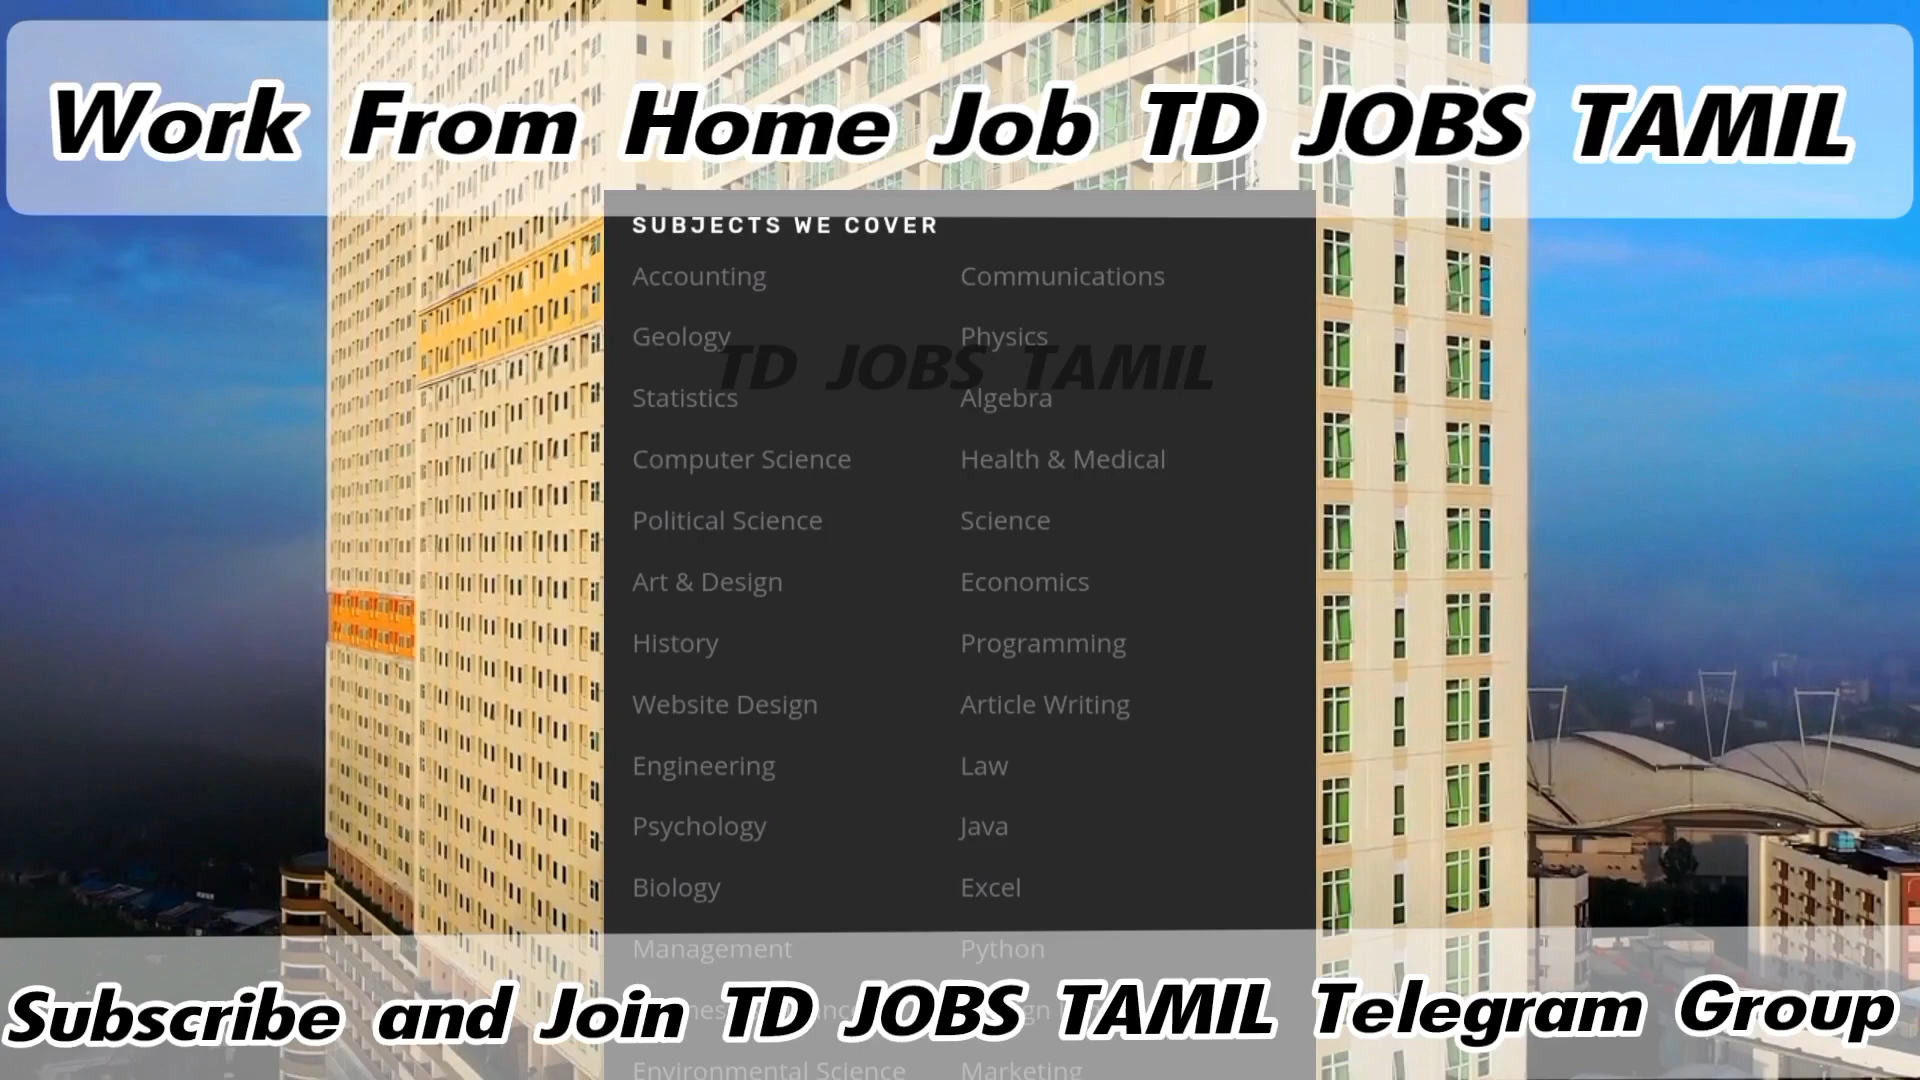 Work From Home Job TD JOBS TAMIL
SUBJECTS WE COVER
Accounting Communications
Geology Physics
TD JOBS TAMIL
Statistics Algebra
Computer Science Health & Medical
Political Science Science
Art & Design Economics
History Programming
Website Design Article Writing
Engineering Law
Psychology Java
Biology Excel
Management Python
Subscribe and Join TD JOBS TAMIL Telegram Group
Environmental Science Marketing